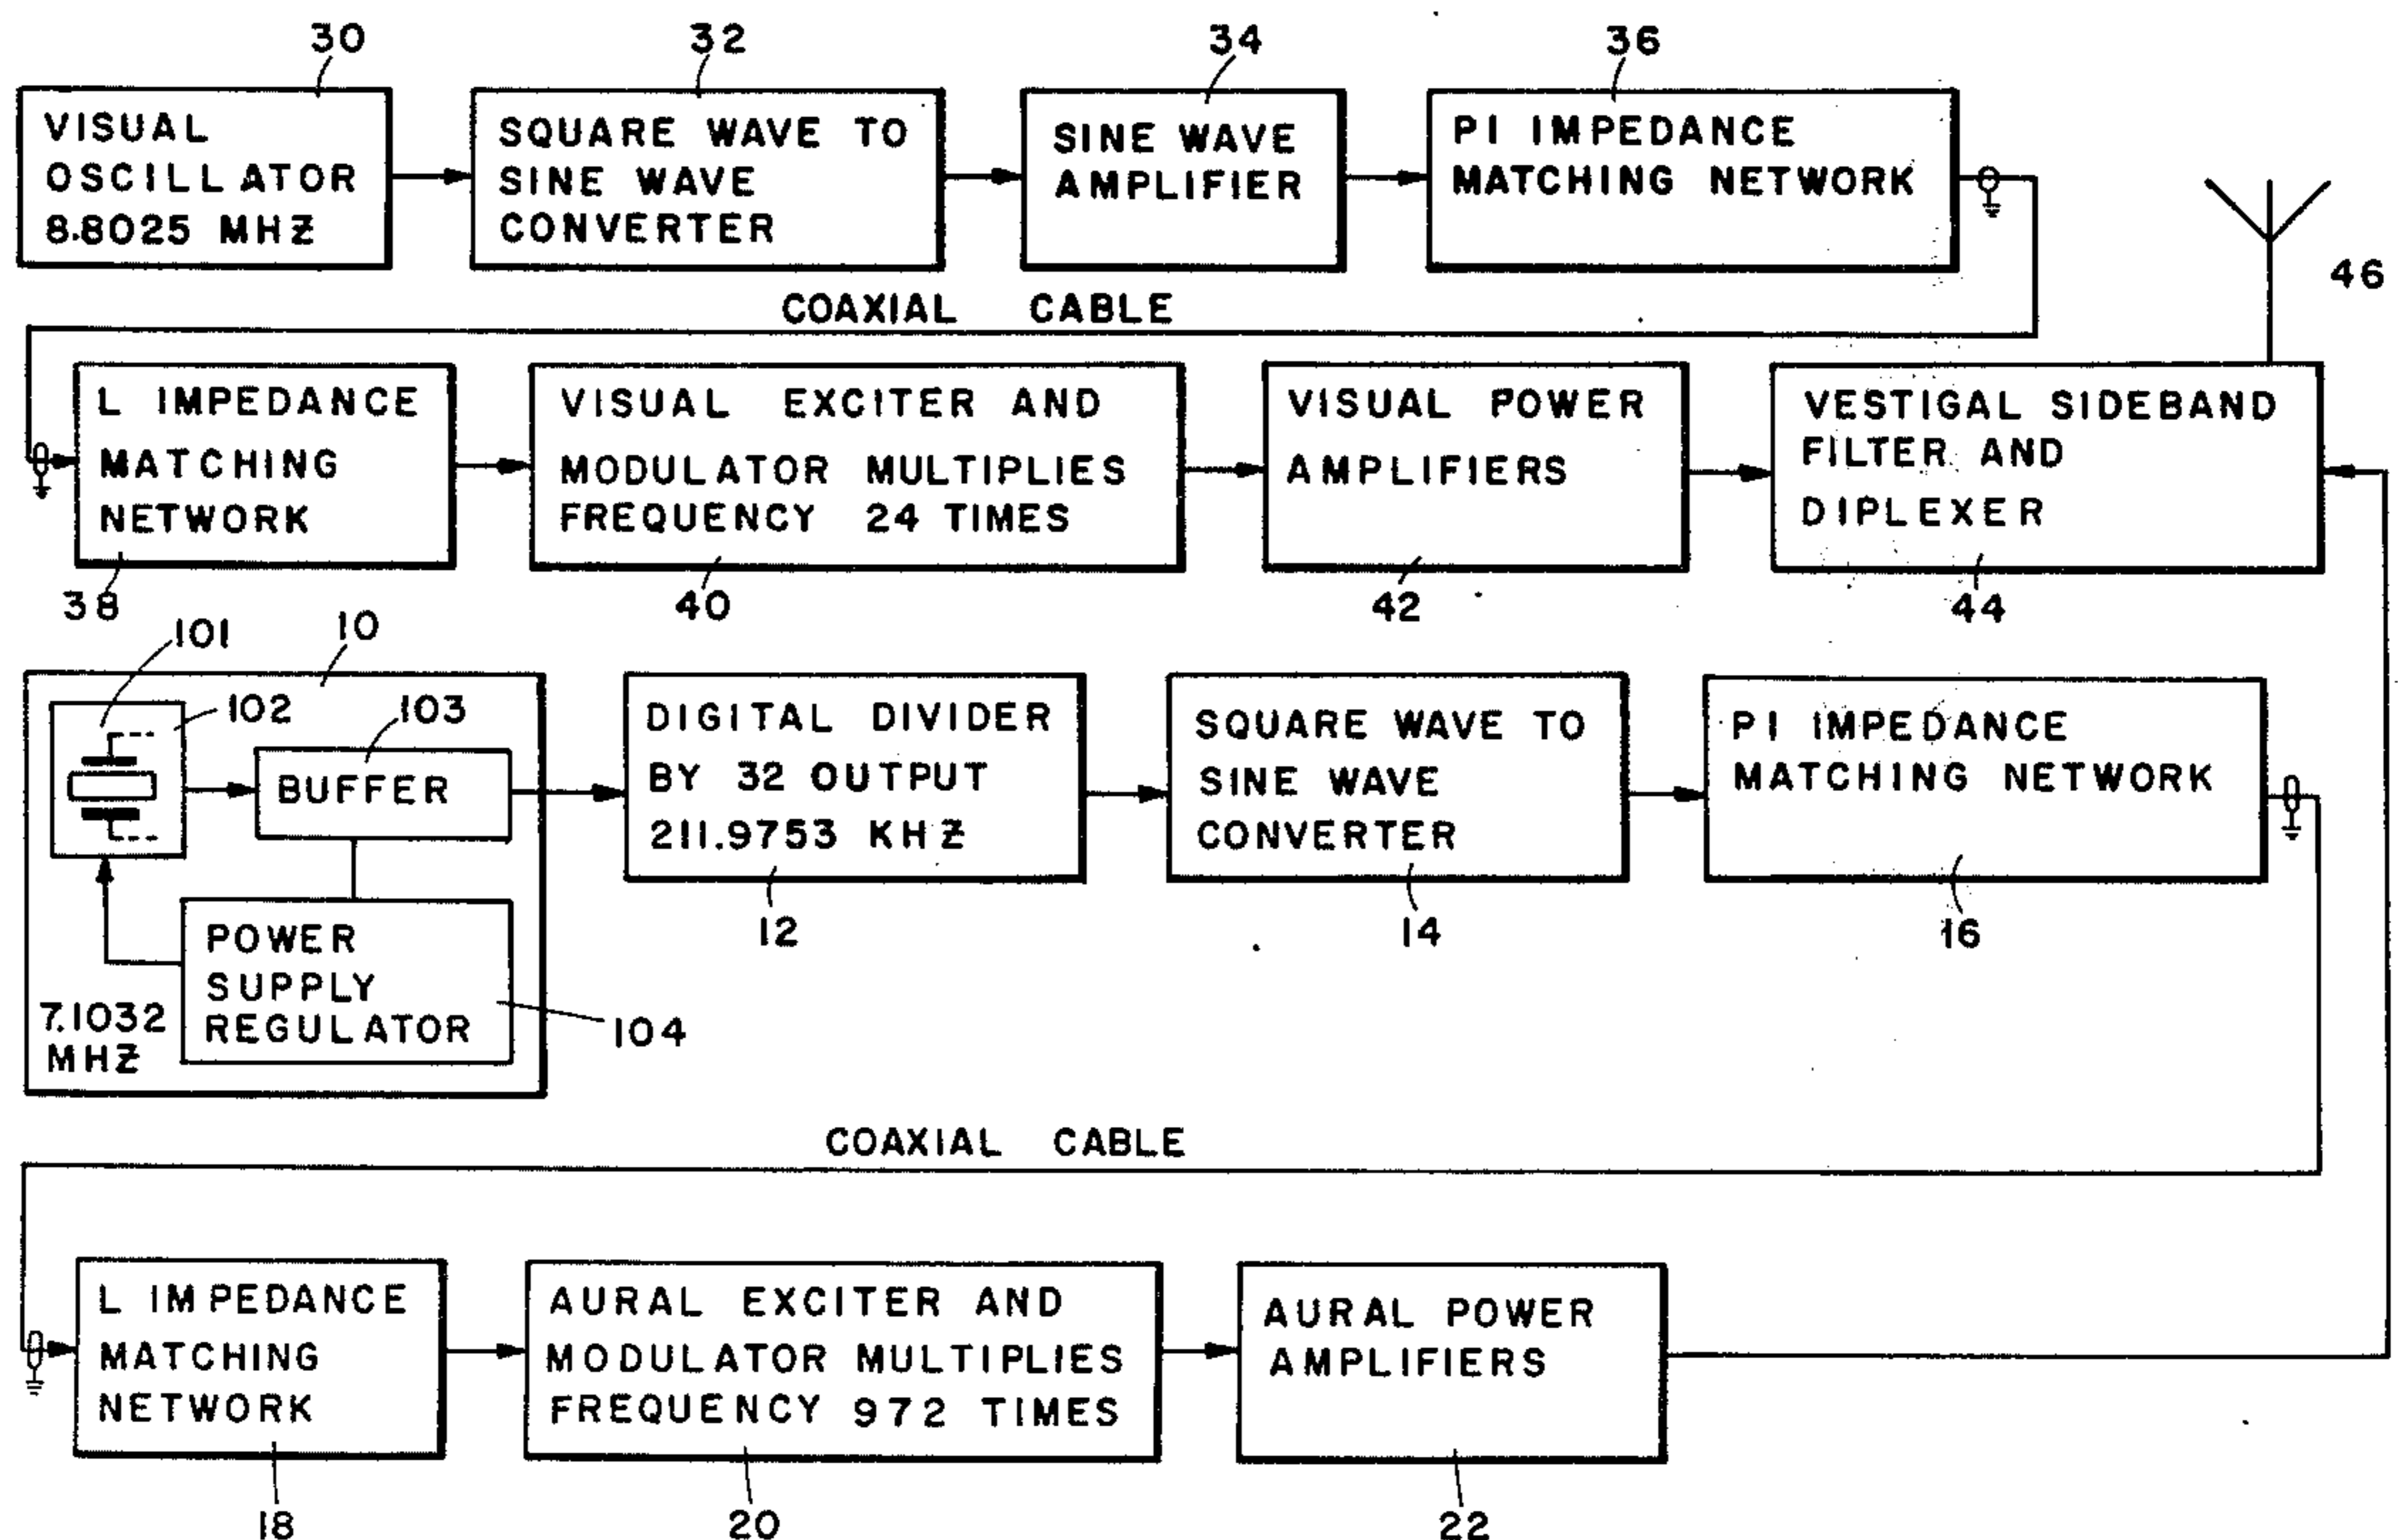 30
32
34
36
VISUAL
OSCILLATOR
8.8025 MHZ
SQUARE WAVE TO
SINE WAVE
CONVERTER
SINE WAVE
AMPLIFIER
PI IMPEDANCE
MATCHING NETWORK
46
COAXIAL CABLE
L IMPEDANCE
MATCHING
NETWORK
VISUAL EXCITER AND
MODULATOR MULTIPLIES
FREQUENCY 24 TIMES
VISUAL POWER
AMPLIFIERS
VESTIGAL SIDEBAND
FILTER AND
DIPLEXER
38
40
42
44
101
10
102
103
BUFFER
POWER
SUPPLY
REGULATOR
7.1032
MHZ
104
DIGITAL DIVIDER
BY 32 OUTPUT
211.9753 KHZ
SQUARE WAVE TO
SINE WAVE
CONVERTER
PI IMPEDANCE
MATCHING NETWORK
12
14
16
COAXIAL CABLE
L IMPEDANCE
MATCHING
NETWORK
AURAL EXCITER AND
MODULATOR MULTIPLIES
FREQUENCY 972 TIMES
AURAL POWER
AMPLIFIERS
18
20
22